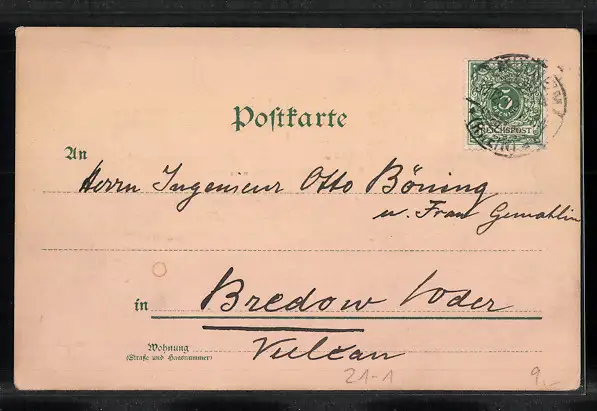 Postkarte
5
REICHSPOST
An
Herrn Ingenieur Otto Böning
u. Frau Gemahlin
in Bredow /oder
Vulcan
Wohnung
(Straße und Hausnummer)
21-1
9,-